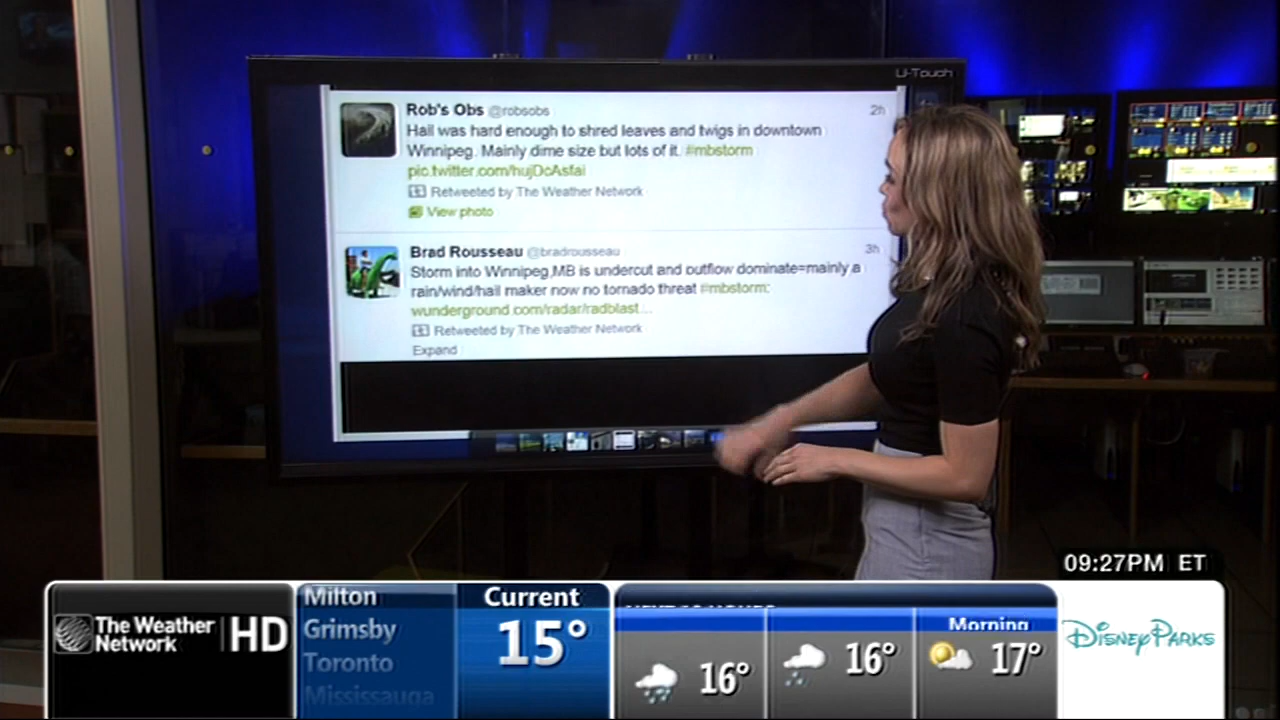 U-Touch
Rob's Obs @robsobs 2h
Hail was hard enough to shred leaves and twigs in downtown
Winnipeg. Mainly dime size but lots of it. #mbstorm
pic.twitter.com/hujDcAsfai
Retweeted by The Weather Network
View photo
Brad Rousseau @bradrousseau 3h
Storm into Winnipeg,MB is undercut and outflow dominate=mainly a
rain/wind/hail maker now no tornado threat #mbstorm:
wunderground.com/radar/radblast...
Retweeted by The Weather Network
Expand
09:27PM ET
The Weather
Network HD
Milton
Grimsby
Toronto
Mississauga
Current
15°
16°
16°
Morning
17°
Disney Parks